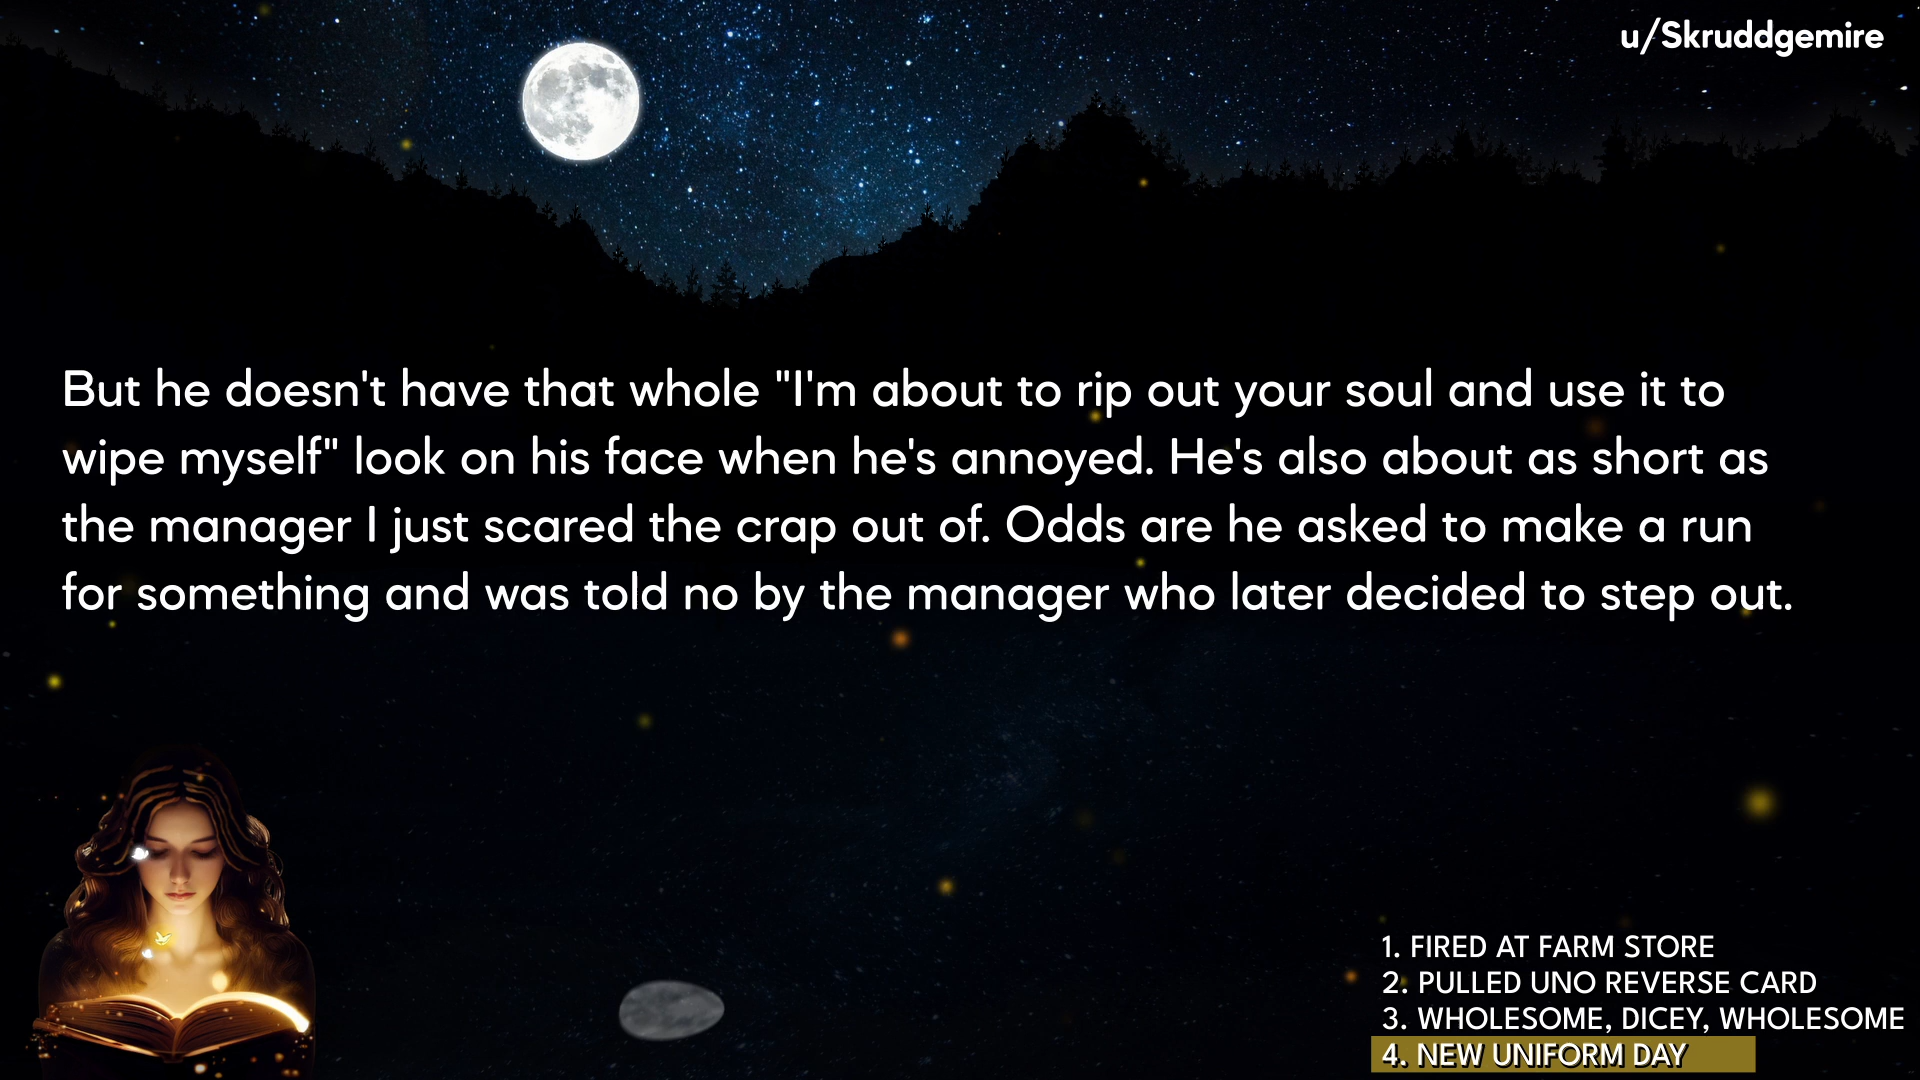 u/Skruddgemire
But he doesn't have that whole "I'm about to rip out your soul and use it to
wipe myself" look on his face when he's annoyed. He's also about as short as
the manager I just scared the crap out of. Odds are he asked to make a run
for something and was told no by the manager who later decided to step out.
1. FIRED AT FARM STORE
2. PULLED UNO REVERSE CARD
3. WHOLESOME, DICEY, WHOLESOME
4. NEW UNIFORM DAY